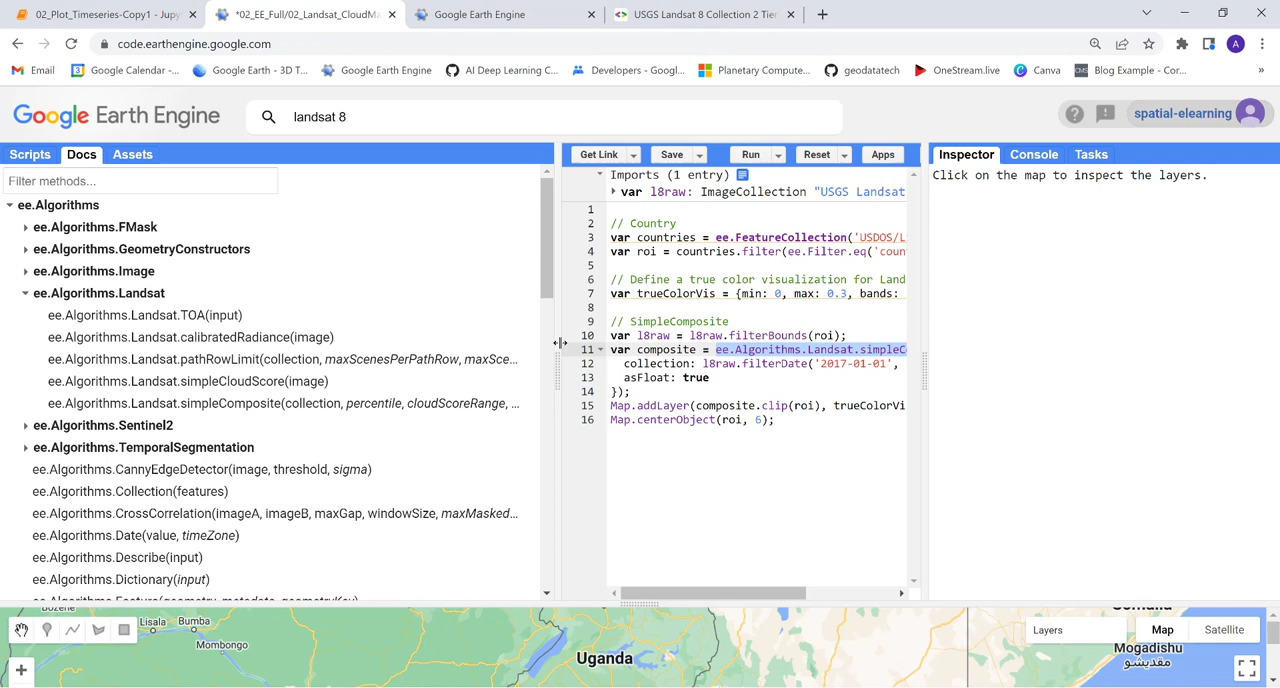 02_Plot_Timeseries-Copy1 - Jupy
*02_EE_Full/02_Landsat_CloudMa
Google Earth Engine
USGS Landsat 8 Collection 2 Tier
code.earthengine.google.com
A
Email
Google Calendar -...
Google Earth - 3D T...
Google Earth Engine
AI Deep Learning C...
Developers - Googl...
Planetary Compute...
geodatatech
OneStream.live
Canva
Blog Example - Cor...
Google Earth Engine
landsat 8
spatial-elearning
Scripts Docs Assets
Filter methods...
ee.Algorithms
ee.Algorithms.FMask
ee.Algorithms.GeometryConstructors
ee.Algorithms.Image
ee.Algorithms.Landsat
ee.Algorithms.Landsat.TOA(input)
ee.Algorithms.Landsat.calibratedRadiance(image)
ee.Algorithms.Landsat.pathRowLimit(collection, maxScenesPerPathRow, maxSce...
ee.Algorithms.Landsat.simpleCloudScore(image)
ee.Algorithms.Landsat.simpleComposite(collection, percentile, cloudScoreRange, ...
ee.Algorithms.Sentinel2
ee.Algorithms.TemporalSegmentation
ee.Algorithms.CannyEdgeDetector(image, threshold, sigma)
ee.Algorithms.Collection(features)
ee.Algorithms.CrossCorrelation(imageA, imageB, maxGap, windowSize, maxMasked...
ee.Algorithms.Date(value, timeZone)
ee.Algorithms.Describe(input)
ee.Algorithms.Dictionary(input)
ee.Algorithms.Feature(geometry, metadata, geometryKey)
Get Link Save Run Reset Apps
Imports (1 entry)
var l8raw: ImageCollection "USGS Landsat
1
2 // Country
3 var countries = ee.FeatureCollection('USDOS/L
4 var roi = countries.filter(ee.Filter.eq('coun
5
6 // Define a true color visualization for Land
7 var trueColorVis = {min: 0, max: 0.3, bands:
8
9 // SimpleComposite
10 var l8raw = l8raw.filterBounds(roi);
11 var composite = ee.Algorithms.Landsat.simpleC
12 collection: l8raw.filterDate('2017-01-01',
13 asFloat: true
14 });
15 Map.addLayer(composite.clip(roi), trueColorVi
16 Map.centerObject(roi, 6);
Inspector Console Tasks
Click on the map to inspect the layers.
Bozene
Lisala
Bumba
Mombongo
Uganda
Somalia
Mogadishu
مقديشو
Layers
Map
Satellite